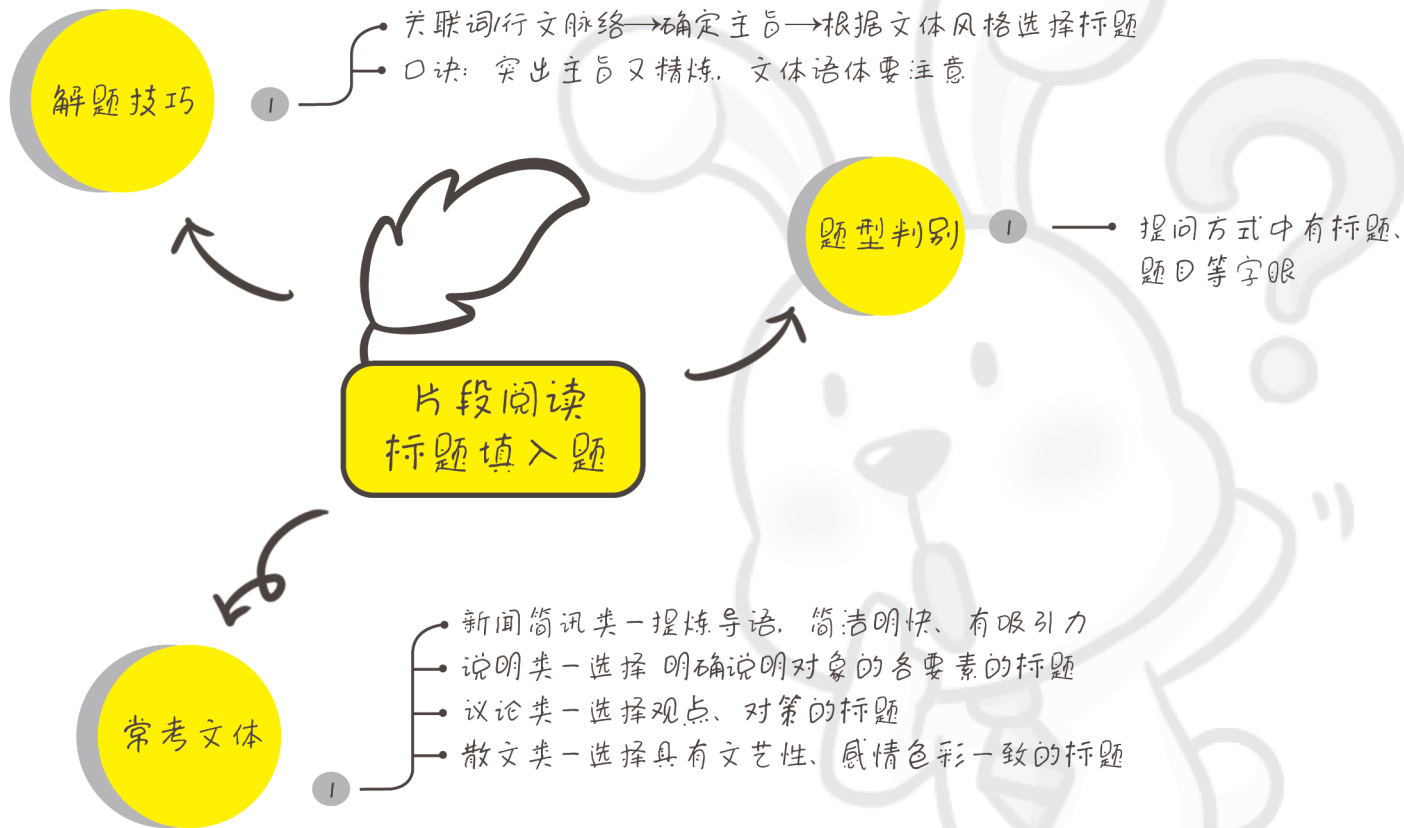 关联词/行文脉络→确定主旨→根据文体风格选择标题
口诀：突出主旨又精炼，文体语体要注意
解题技巧
1
题型判别
1
提问方式中有标题、
题目等字眼
片段阅读
标题填入题
新闻简讯类－提炼导语，简洁明快、有吸引力
说明类－选择 明确说明对象的各要素的标题
议论类－选择观点、对策的标题
散文类－选择具有文艺性、感情色彩一致的标题
常考文体
1